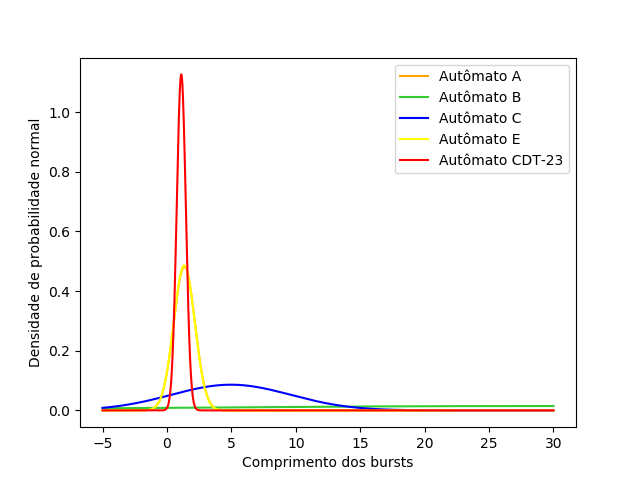 Autômato A
Autômato B
Autômato C
Autômato E
Autômato CDT-23
Densidade de probabilidade normal
1.0
0.8
0.6
0.4
0.2
0.0
−5 0 5 10 15 20 25 30
Comprimento dos bursts